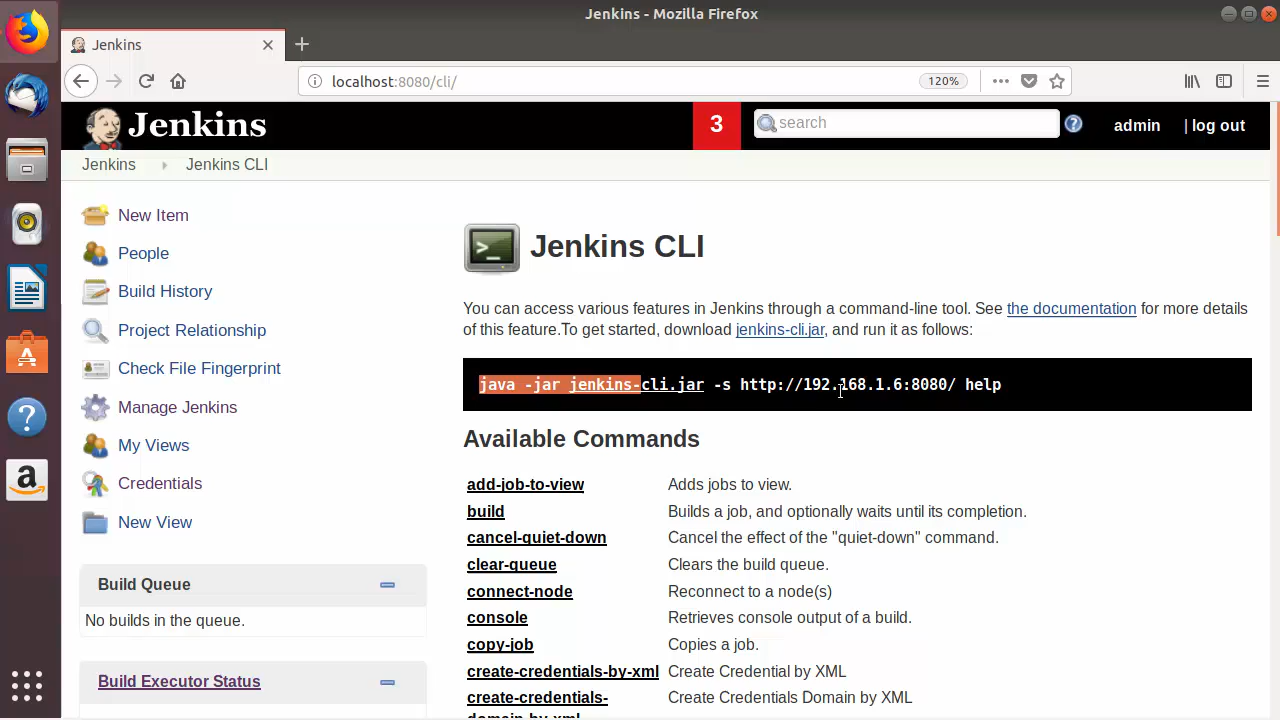 Jenkins - Mozilla Firefox
Jenkins
localhost:8080/cli/
120%
Jenkins
3
search
admin
| log out
Jenkins
Jenkins CLI
New Item
People
Build History
Project Relationship
Check File Fingerprint
Manage Jenkins
My Views
Credentials
New View
Build Queue
No builds in the queue.
Build Executor Status
Jenkins CLI
You can access various features in Jenkins through a command-line tool. See the documentation for more details
of this feature.To get started, download jenkins-cli.jar, and run it as follows:
java -jar jenkins-cli.jar -s http://192.168.1.6:8080/ help
Available Commands
add-job-to-view Adds jobs to view.
build Builds a job, and optionally waits until its completion.
cancel-quiet-down Cancel the effect of the "quiet-down" command.
clear-queue Clears the build queue.
connect-node Reconnect to a node(s)
console Retrieves console output of a build.
copy-job Copies a job.
create-credentials-by-xml Create Credential by XML
create-credentials- Create Credentials Domain by XML
domain-by-xml